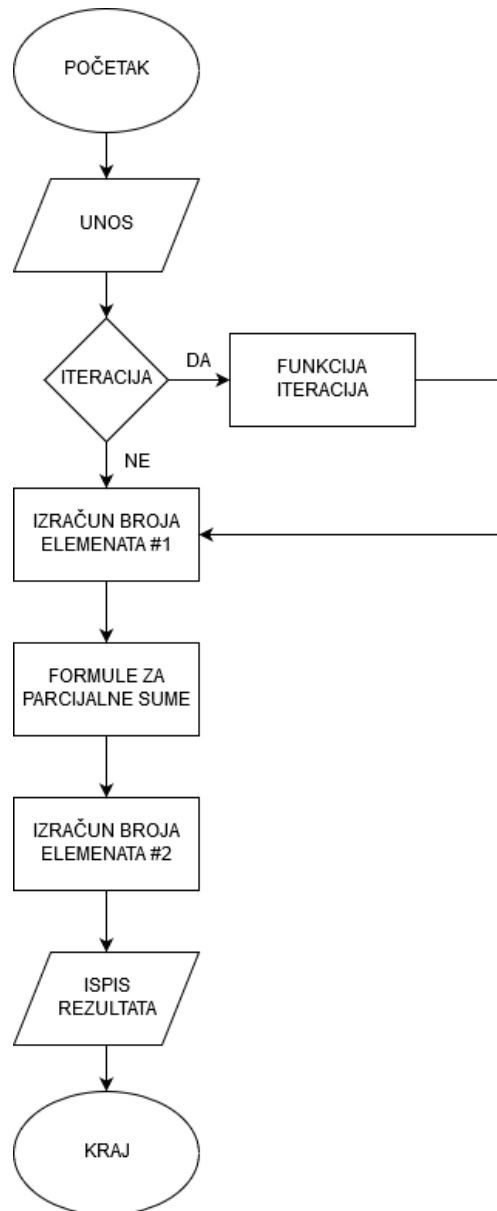 POČETAK
UNOS
ITERACIJA
DA
FUNKCIJA
ITERACIJA
NE
IZRAČUN BROJA
ELEMENATA #1
FORMULE ZA
PARCIJALNE SUME
IZRAČUN BROJA
ELEMENATA #2
ISPIS
REZULTATA
KRAJ